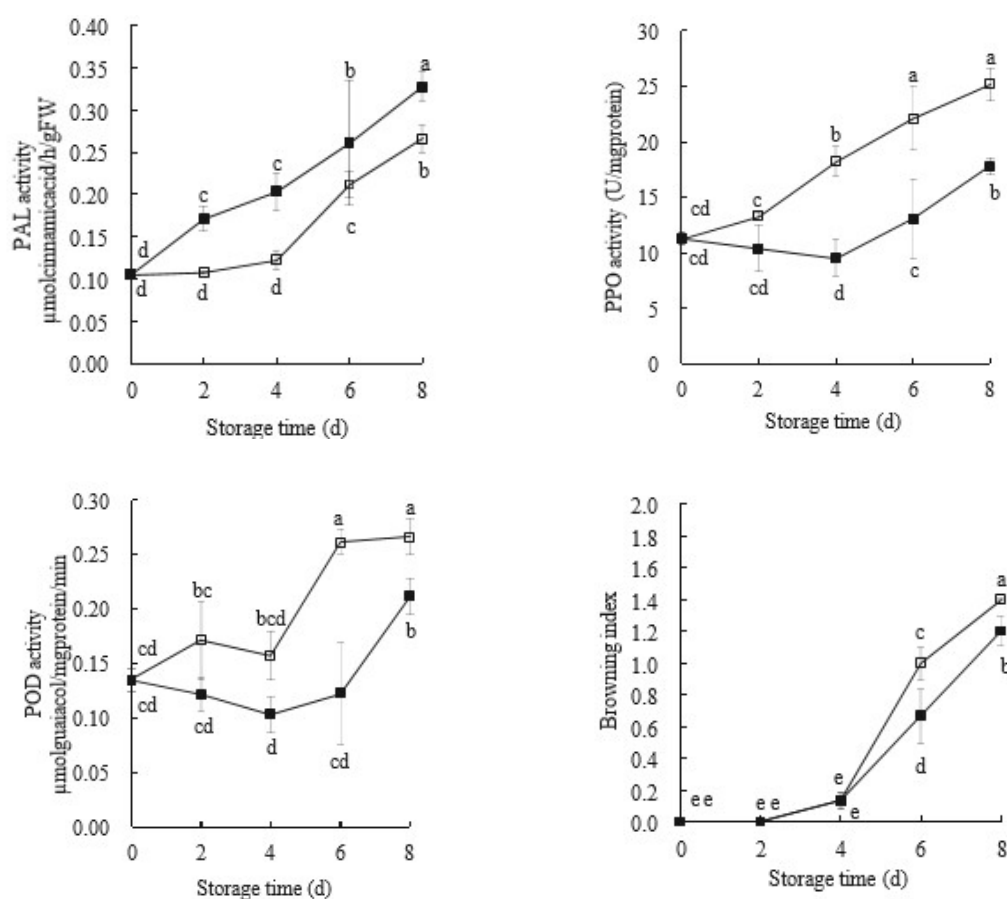 PAL activity
µmolcinnamicacid/h/gFW
0.40
0.35
0.30
0.25
0.20
0.15
0.10
0.05
0.00
d
d
c
d
c
d
b
c
a
b
0 2 4 6 8
Storage time (d)
PPO activity (U/mgprotein)
30
25
20
15
10
5
0
cd
cd
c
cd
b
d
a
c
a
b
0 2 4 6 8
Storage time (d)
POD activity
µmolguaiacol/mgprotein/min
0.30
0.25
0.20
0.15
0.10
0.05
0.00
cd
cd
bc
cd
bcd
d
a
cd
a
b
0 2 4 6 8
Storage time (d)
Browning index
2.0
1.8
1.6
1.4
1.2
1.0
0.8
0.6
0.4
0.2
0.0
e e
e e
e
e
c
d
a
b
0 2 4 6 8
Storage time (d)